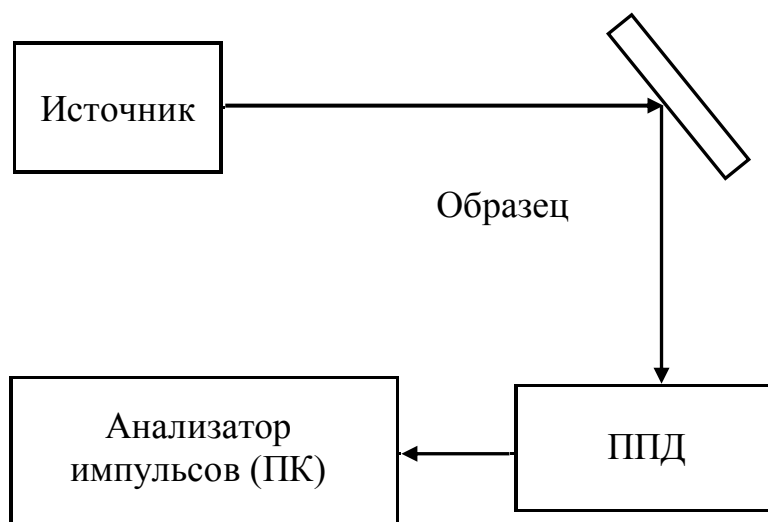 Источник
Образец
Анализатор
импульсов (ПК)
ППД